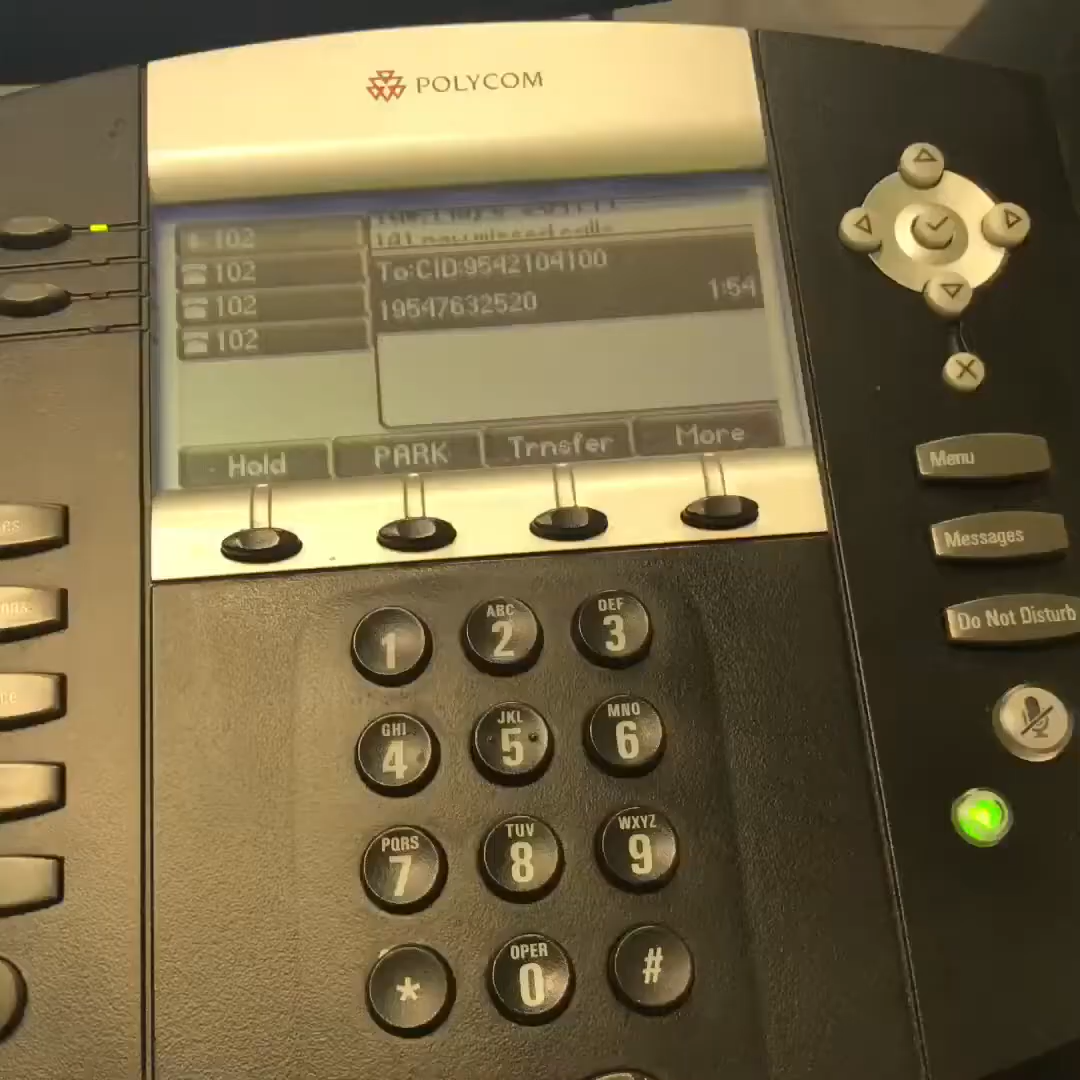 POLYCOM
102
102
102
102
To:CID:9542104100
19547632520 1:54
Hold PARK Trnsfer More
Menu
Messages
Do Not Disturb
1
ABC
2
DEF
3
GHI
4
JKL
5
MNO
6
PQRS
7
TUV
8
WXYZ
9
*
OPER
0
#